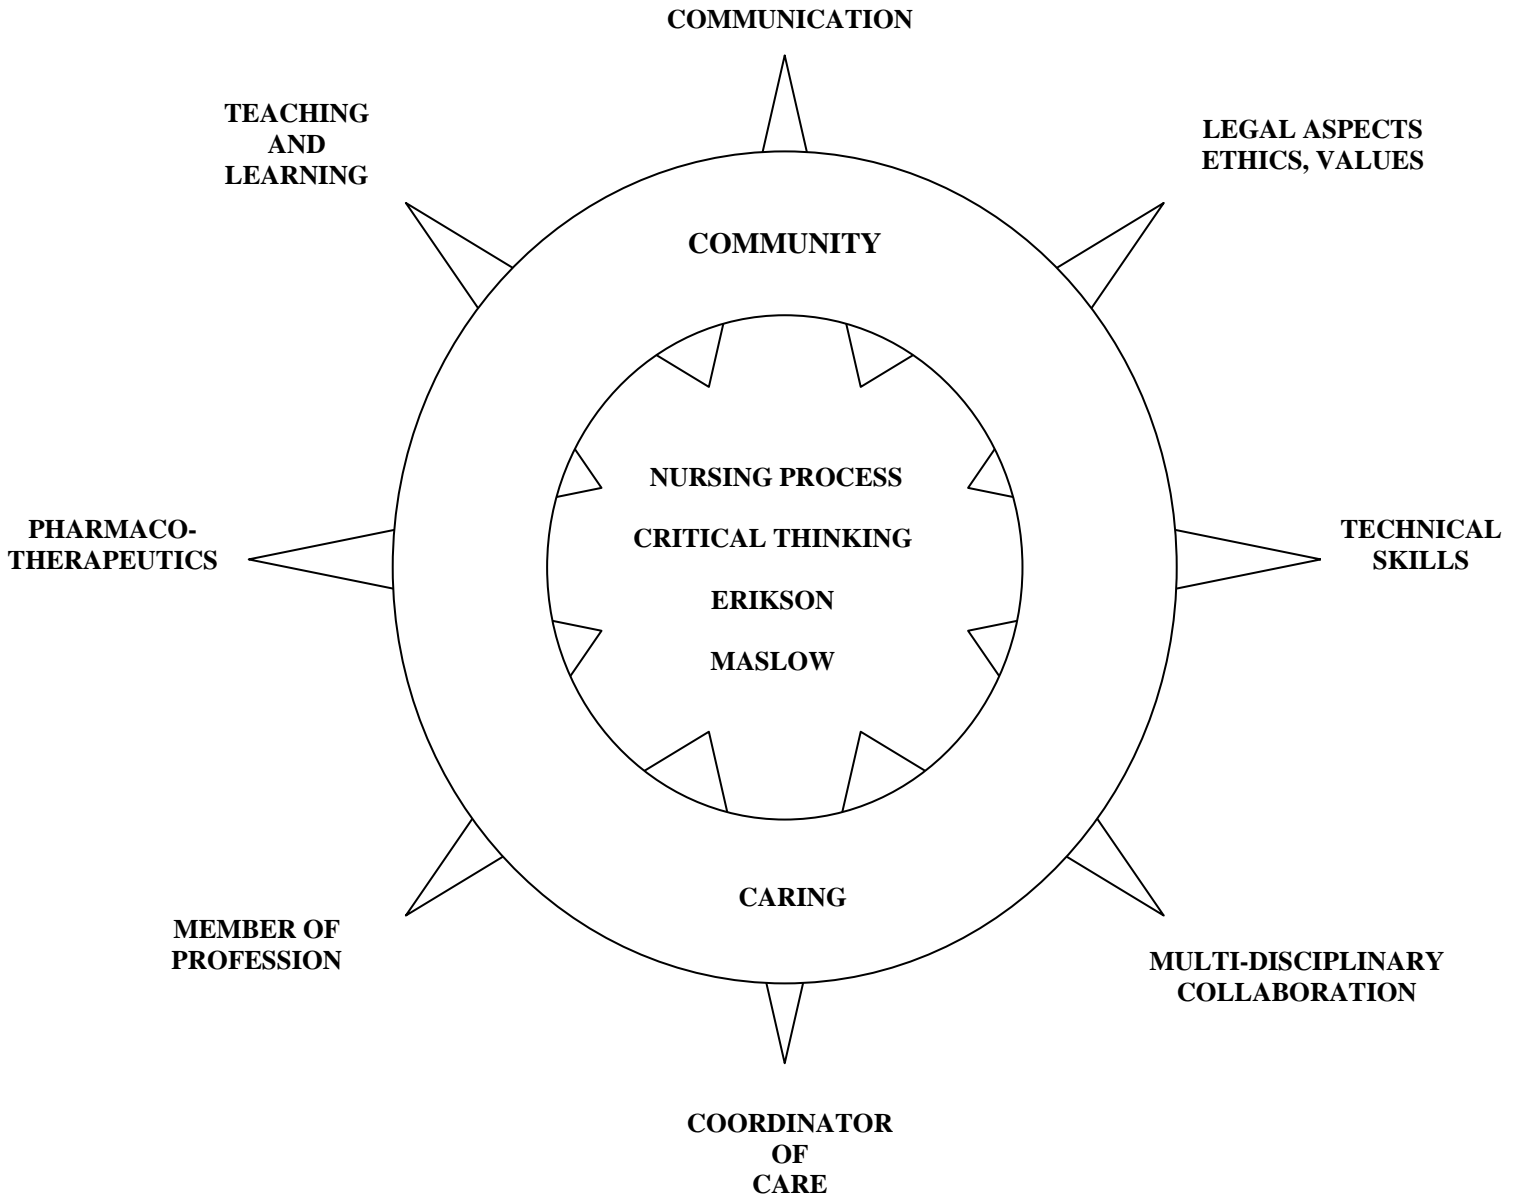 COMMUNICATION
TEACHING
AND
LEARNING
LEGAL ASPECTS
ETHICS, VALUES
COMMUNITY
NURSING PROCESS
CRITICAL THINKING
ERIKSON
MASLOW
PHARMACO-
THERAPEUTICS
TECHNICAL
SKILLS
CARING
MEMBER OF
PROFESSION
MULTI-DISCIPLINARY
COLLABORATION
COORDINATOR
OF
CARE